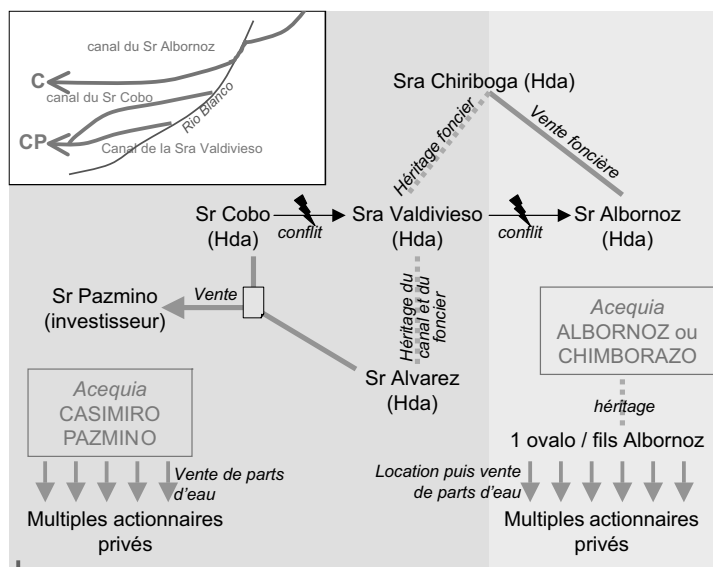 canal du Sr Albornoz
C
canal du Sr Cobo
Rio Blanco
CP
Canal de la Sra Valdivieso
Sra Chiriboga (Hda)
Héritage foncier
Vente foncière
Sr Cobo
(Hda)
conflit
Sra Valdivieso
(Hda)
conflit
Sr Albornoz
(Hda)
Sr Pazmino
(investisseur)
Vente
Héritage du
canal et du
foncier
Sr Alvarez
(Hda)
Acequia
ALBORNOZ ou
CHIMBORAZO
Acequia
CASIMIRO
PAZMINO
héritage
1 ovalo / fils Albornoz
Vente de parts
d'eau
Location puis vente
de parts d'eau
Multiples actionnaires
privés
Multiples actionnaires
privés